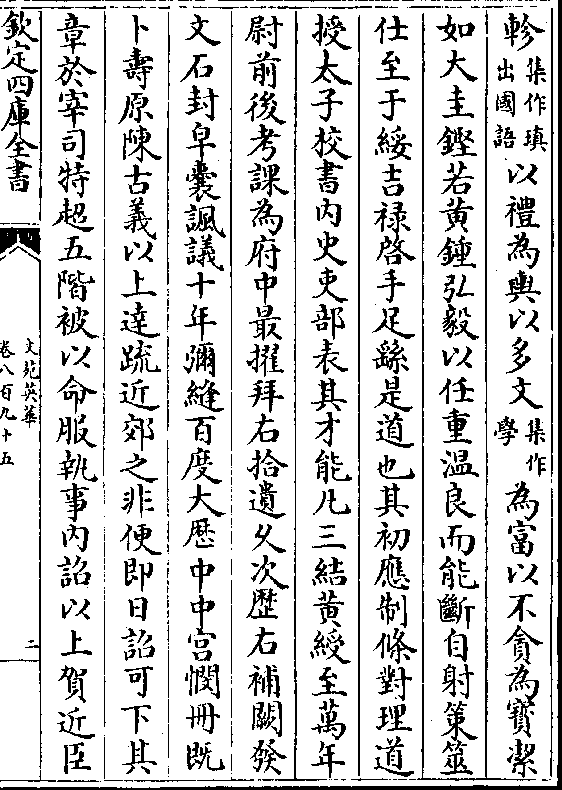 軫集作瑱出國語以禮為輿以多文集作學為富以不貪為寳潔
如大圭鏗若黄鍾弘毅以任重温良而能斷自射策筮
仕至于綏吉禄啓手足繇是道也其初應制條對理道
授太子校書内史吏部表其才能凡三結黄綬至萬年
尉前後考課為府中最擢拜右拾遺久次歴右補闕發
文石封皁囊諷議十年彌縫百度大厯中中宫憫冊既
卜壽原陳古義以上達䟽近郊之非便即日詔可下其
章於宰司特超五階被以命服執事内詔以上賀近臣
欽定四庫全書
文苑英華
卷八百九十五
二